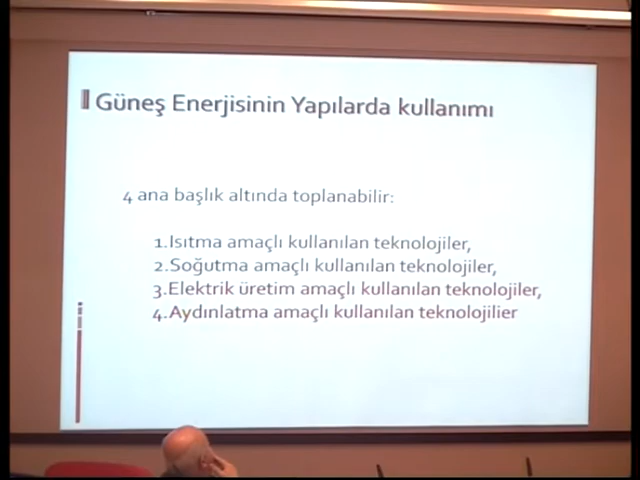 Güneş Enerjisinin Yapılarda kullanımı
4 ana başlık altında toplanabilir:
1.Isıtma amaçlı kullanılan teknolojiler,
2.Soğutma amaçlı kullanılan teknolojiler,
3.Elektrik üretim amaçlı kullanılan teknolojiler,
4.Aydınlatma amaçlı kullanılan teknolojilier